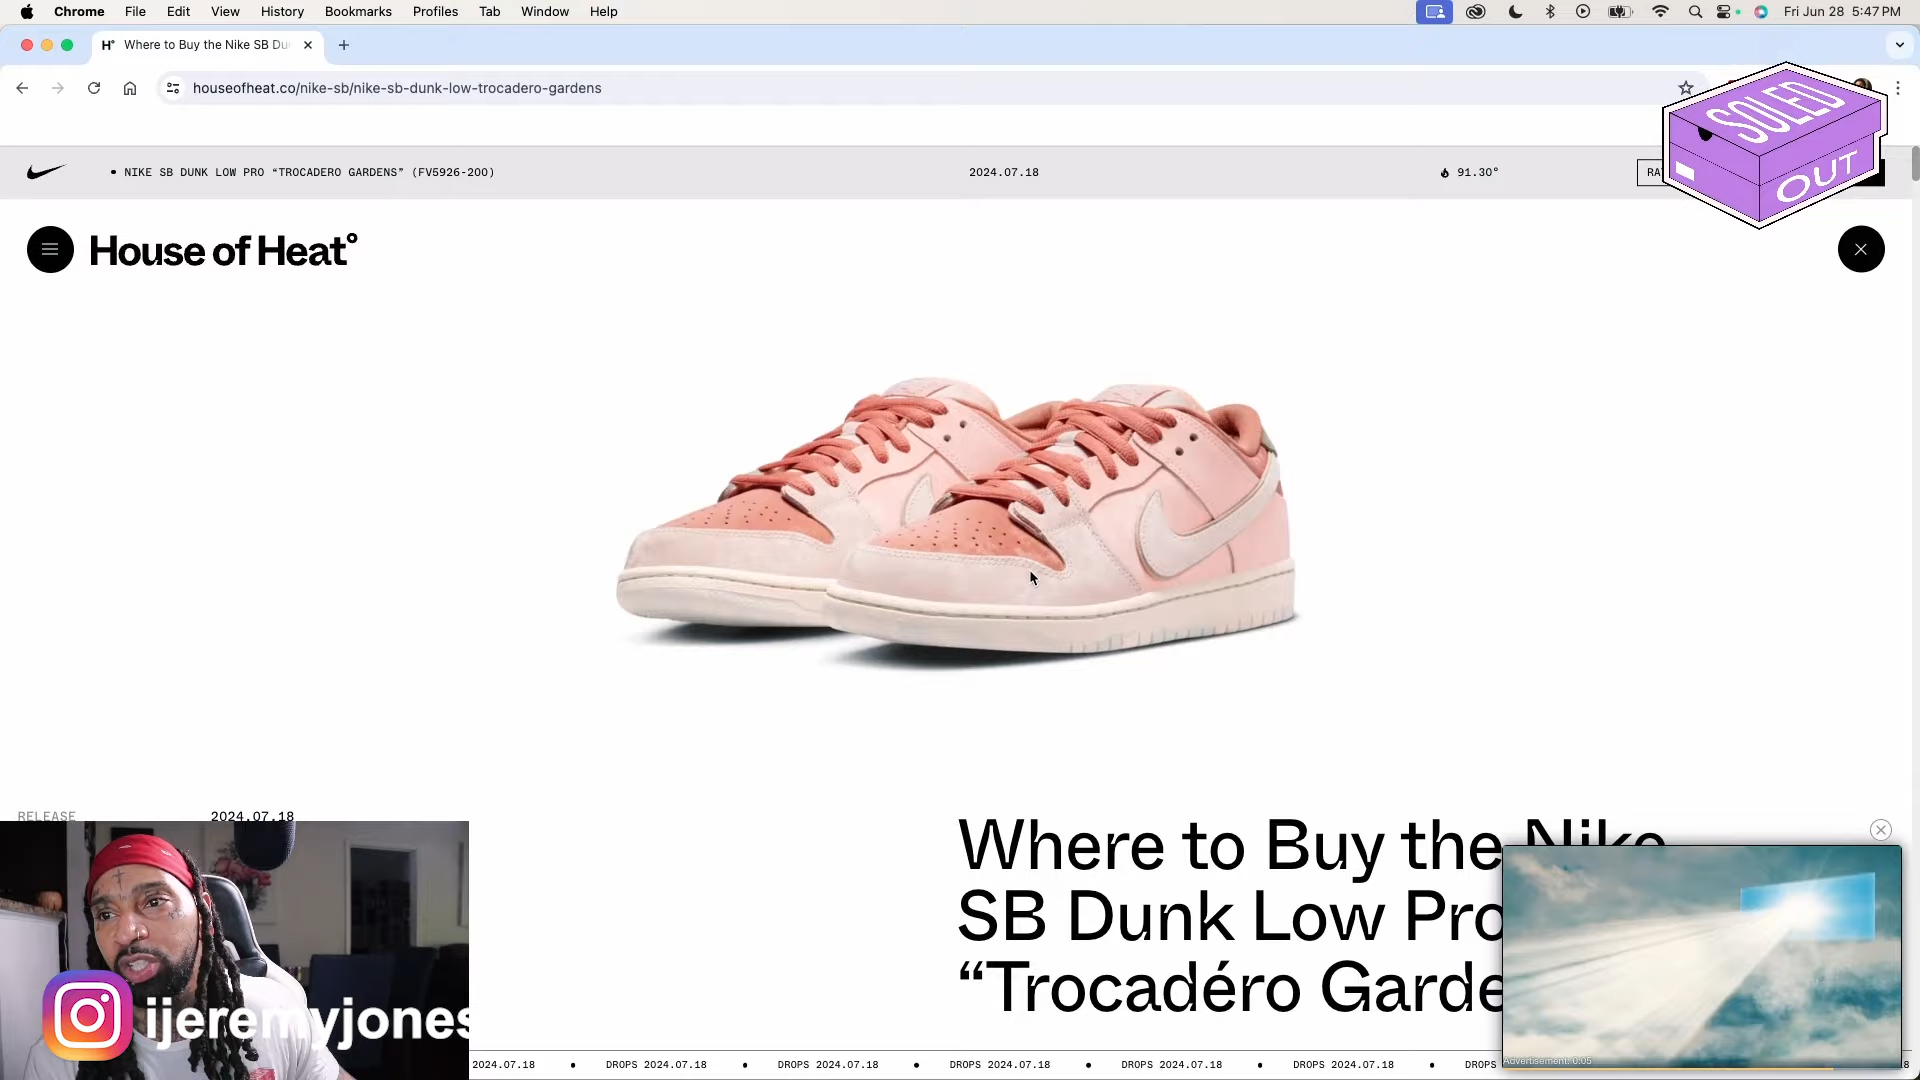 Chrome File Edit View History Bookmarks Profiles Tab Window Help
Fri Jun 28 5:47 PM
H° Where to Buy the Nike SB Du
houseofheat.co/nike-sb/nike-sb-dunk-low-trocadero-gardens
SOLED
OUT
• NIKE SB DUNK LOW PRO “TROCADERO GARDENS” (FV5926-200)
2024.07.18
91.30°
House of Heat°
RELEASE
2024.07.18
Where to Buy the Nike
SB Dunk Low Pro
“Trocadéro Garde
ijeremyjones
Advertisement: 0:05
2024.07.18 • DROPS 2024.07.18 • DROPS 2024.07.18 • DROPS 2024.07.18 • DROPS 2024.07.18 • DROPS 2024.07.18 • DROPS